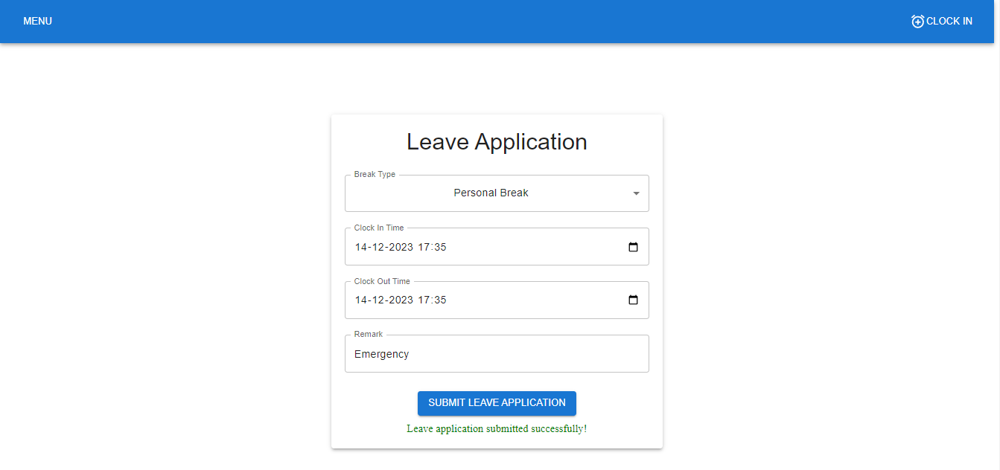 MENU
CLOCK IN
Leave Application
Break Type
Personal Break
Clock In Time
14-12-2023 17:35
Clock Out Time
14-12-2023 17:35
Remark
Emergency
SUBMIT LEAVE APPLICATION
Leave application submitted successfully!